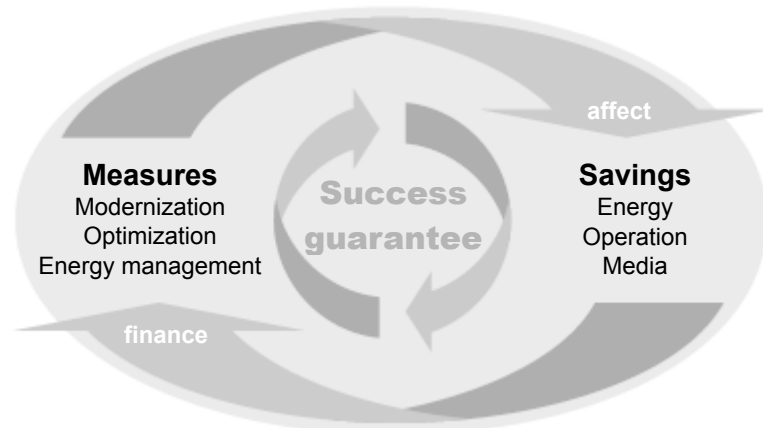 affect
Measures
Modernization
Optimization
Energy management
Success
guarantee
Savings
Energy
Operation
Media
finance